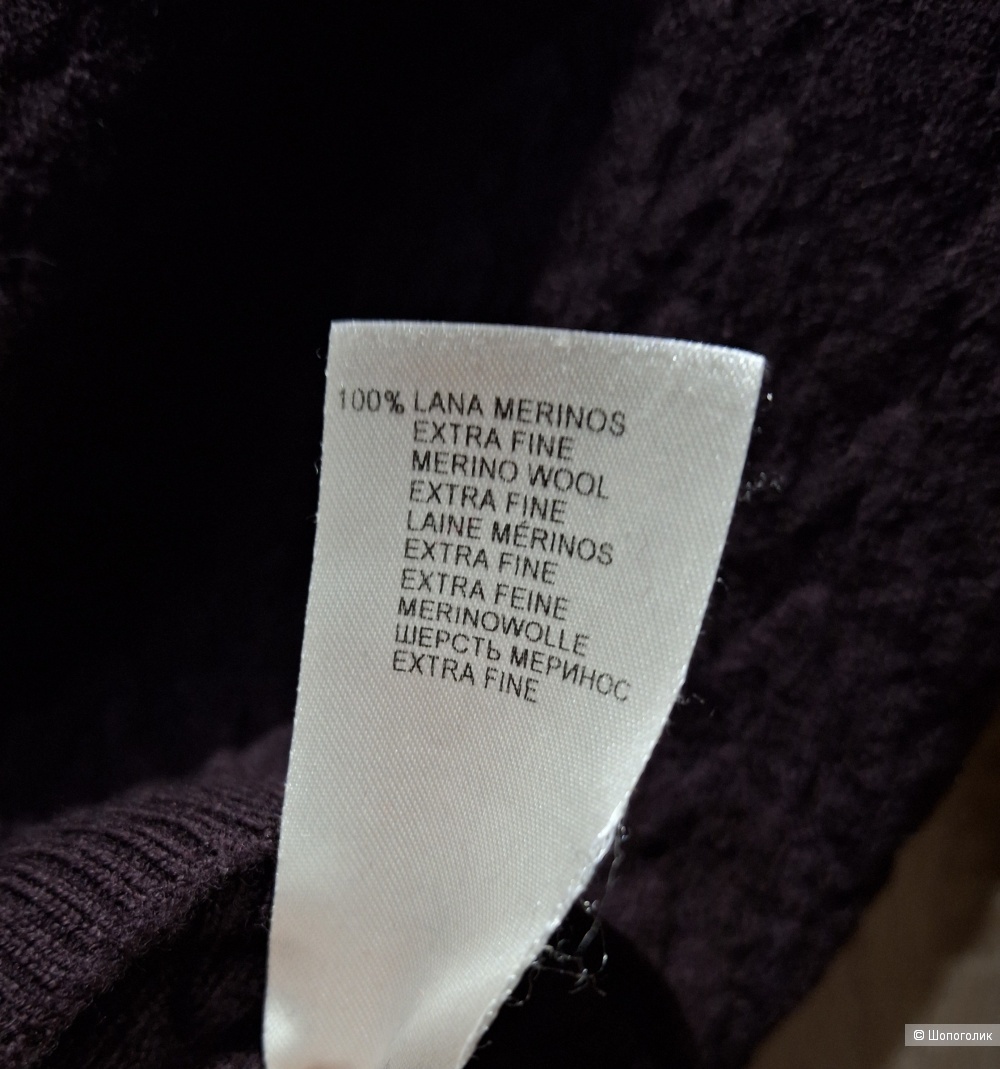 100% LANA MERINOS
EXTRA FINE
MERINO WOOL
EXTRA FINE
LAINE MÉRINOS
EXTRA FINE
EXTRA FEINE
MERINOWOLLE
ШЕРСТЬ МЕРИНОС
EXTRA FINE
© Шопоголик